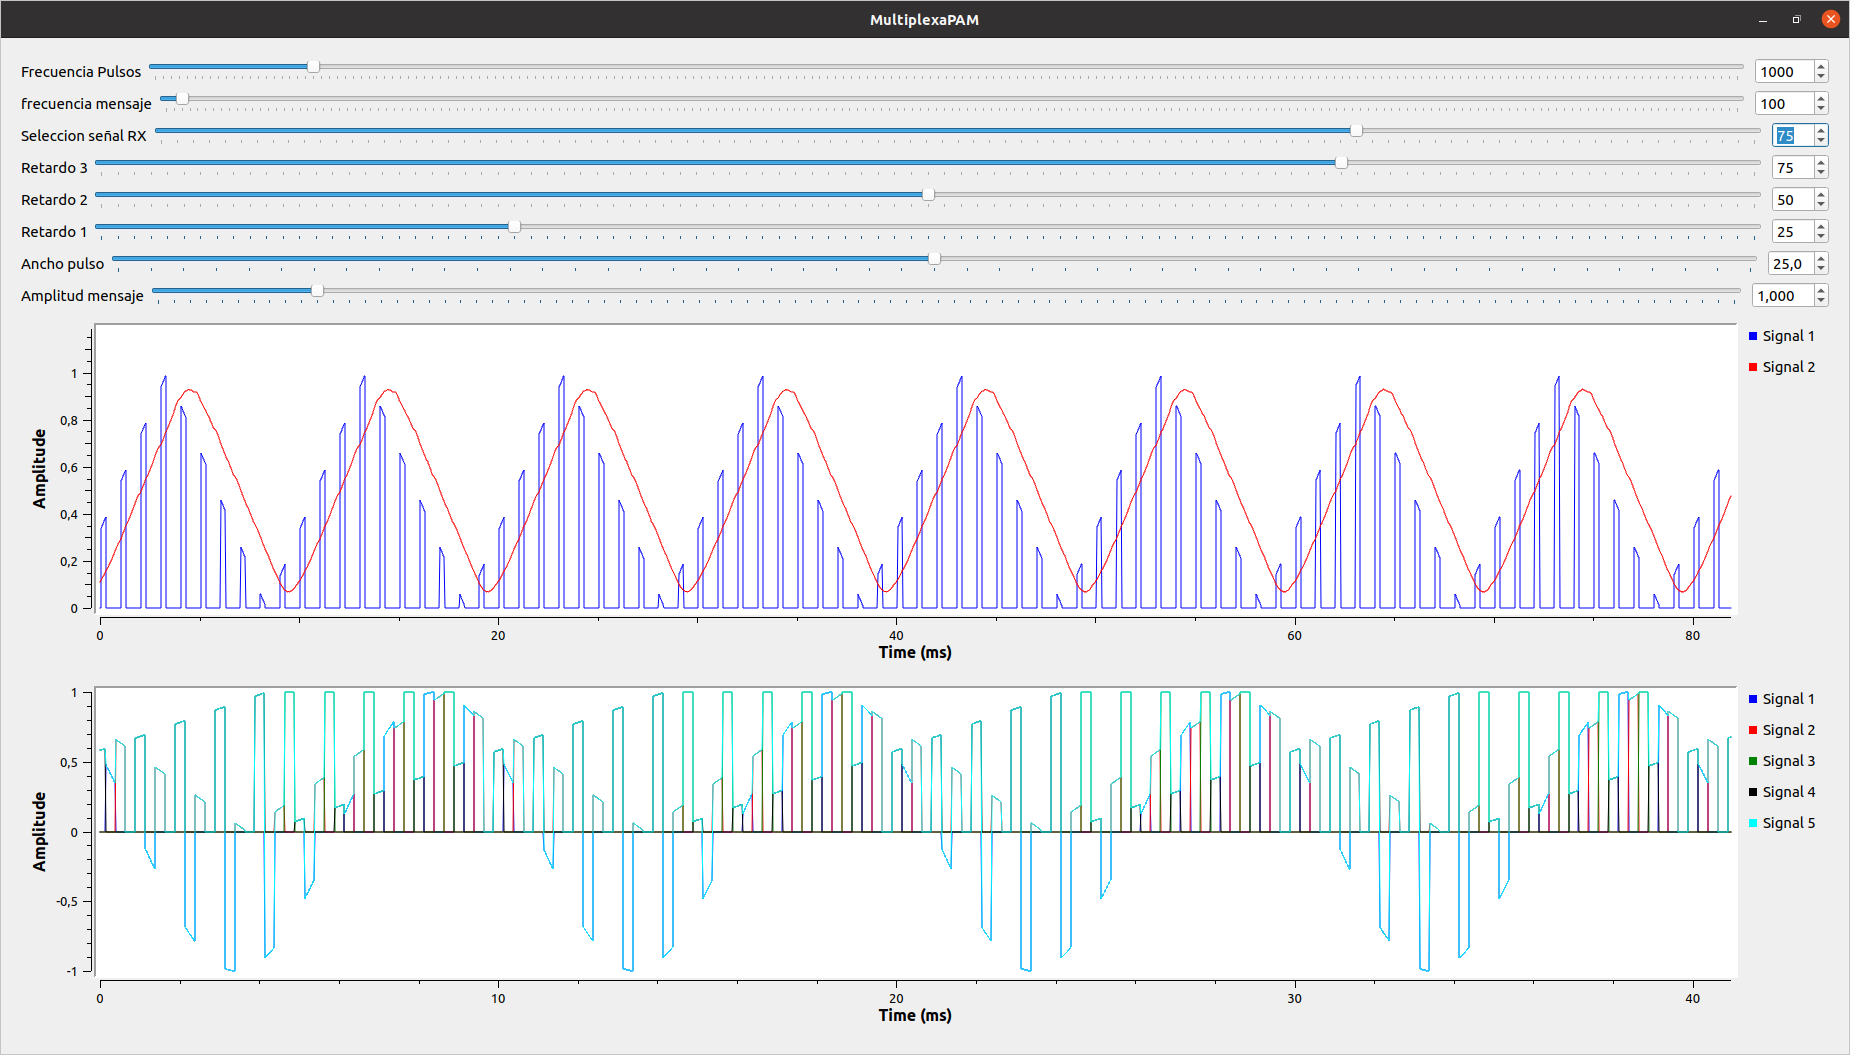 MultiplexaPAM
Frecuencia Pulsos 1000
frecuencia mensaje 100
Seleccion señal RX 75
Retardo 3 75
Retardo 2 50
Retardo 1 25
Ancho pulso 25,0
Amplitud mensaje 1,000
Amplitude
1
0,8
0,6
0,4
0,2
0
0 20 40 60 80
Time (ms)
Signal 1
Signal 2
Amplitude
1
0,5
0
-0,5
-1
0 10 20 30 40
Time (ms)
Signal 1
Signal 2
Signal 3
Signal 4
Signal 5